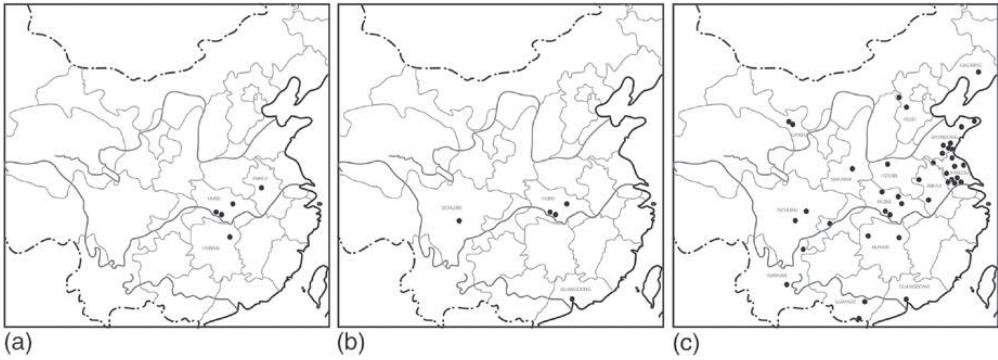 ANHUI
HUBEI
HUNAN
(a)
SICHUAN
HUBEI
GUANGDONG
(b)
LIAONING
HEBEI
GANSU
SHANDONG
HENAN
SHAANXI
JIANGSU
ANHUI
HUBEI
SICHUAN
HUNAN
YUNNAN
GUANGXI
GUANGDONG
(c)